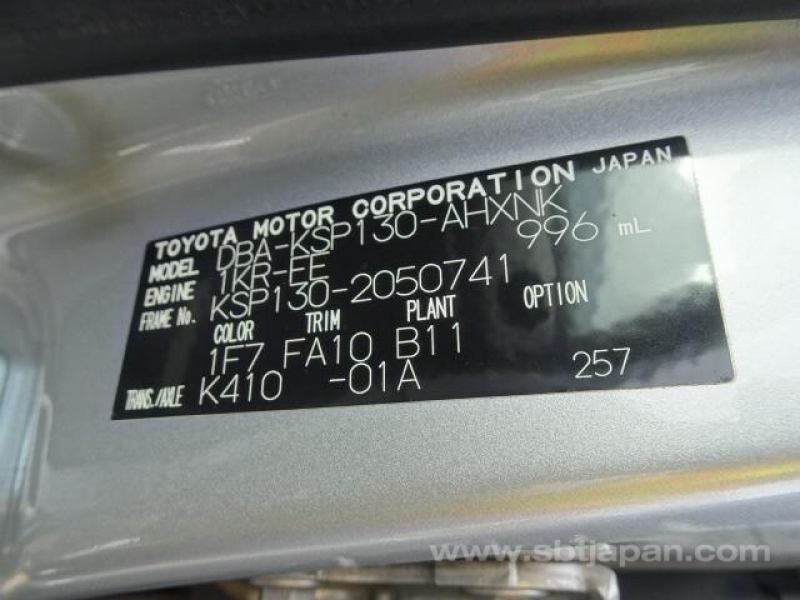 TOYOTA MOTOR CORPORATION JAPAN
MODEL DBA-KSP130-AHXNK
ENGINE 1KR-FE 996 mL
FRAME No. KSP130-2050741
COLOR TRIM PLANT OPTION
1F7 FA10 B11
TRANS./AXLE K410 -01A 257
www.sbtjapan.com